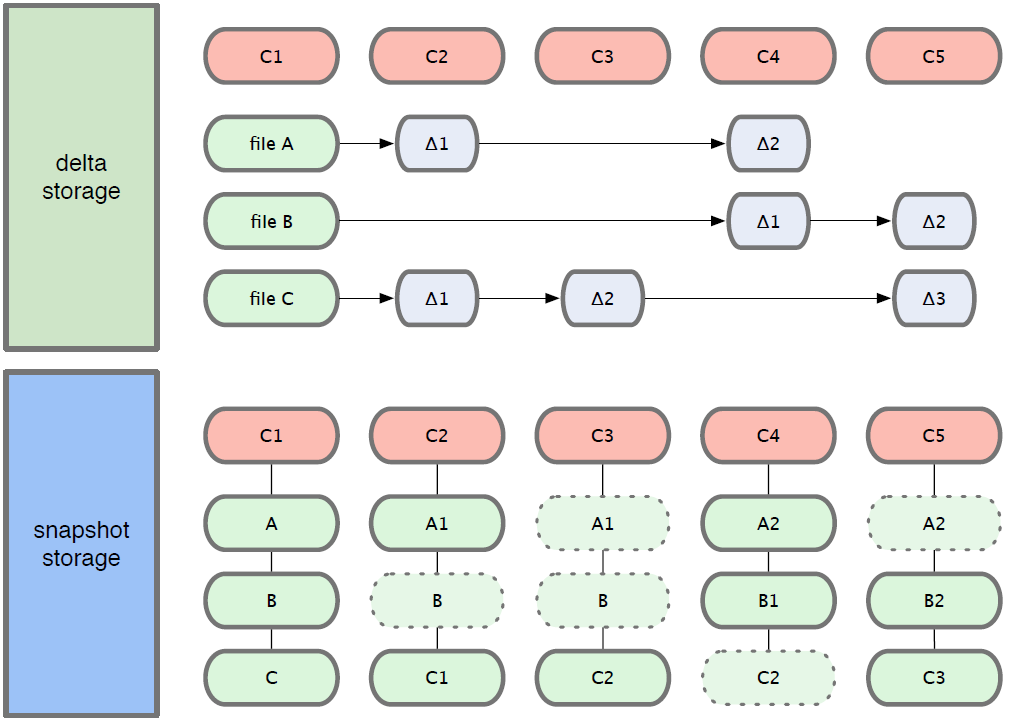 delta
storage
C1 C2 C3 C4 C5
file A Δ1 Δ2
file B Δ1 Δ2
file C Δ1 Δ2 Δ3
snapshot
storage
C1 C2 C3 C4 C5
A A1 A1 A2 A2
B B B B1 B2
C C1 C2 C2 C3